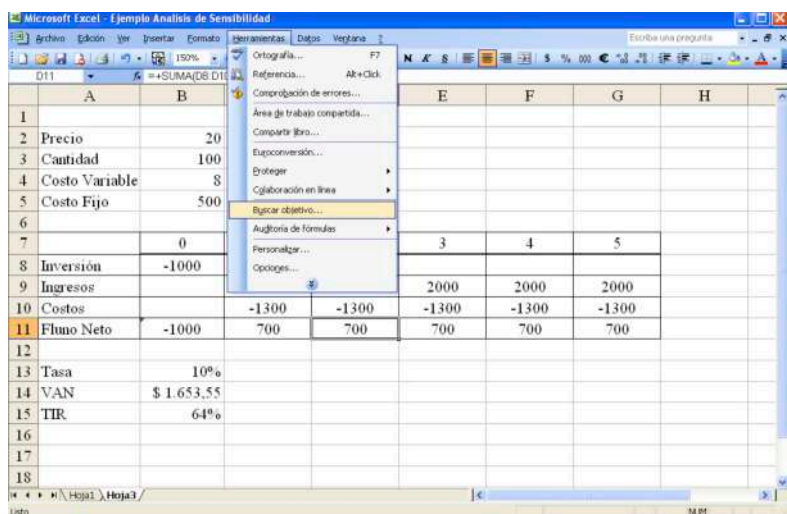 Microsoft Excel - Ejemplo Analisis de Sensibilidad
Archivo Edición Ver Insertar Formato Herramientas Datos Ventana ? Escriba una pregunta
150% N K S $ % 000 €
D11 =+SUMA(D8:D10
Ortografía... F7
Referencia... Alt+Click
Comprobación de errores...
Área de trabajo compartida...
Compartir libro...
Euroconversión...
Proteger
Colaboración en línea
Buscar objetivo...
Auditoría de fórmulas
Personalizar...
Opciones...
A B E F G H
1
2 Precio 20
3 Cantidad 100
4 Costo Variable 8
5 Costo Fijo 500
6
7 0 3 4 5
8 Inversión -1000
9 Ingresos 2000 2000 2000
10 Costos -1300 -1300 -1300 -1300 -1300
11 Fluno Neto -1000 700 700 700 700 700
12
13 Tasa 10%
14 VAN $ 1.653,55
15 TIR 64%
16
17
18
Hoja1 Hoja3
Listo NUM